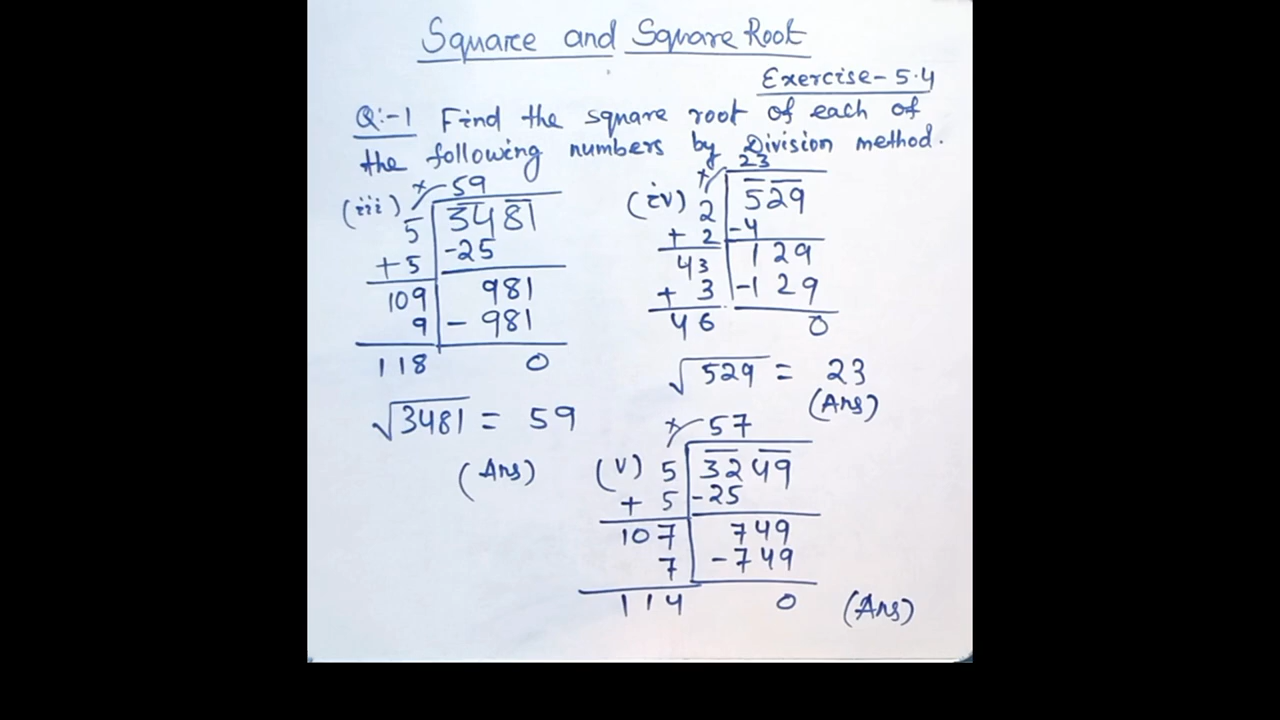 Square and Square Root
Exercise- 5.4
Q:-1 Find the square root of each of
the following numbers by Division method.
(iii)
× 59
5 3481
+5 -25
109 981
9 - 981
118 0
√3481 = 59
(Ans)
(iv)
× 23
2 529
+ 2 -4
43 129
+ 3 -129
46 0
√529 = 23
(Ans)
× 57
(v) 5 3249
+ 5 -25
107 749
7 -749
114 0 (Ans)